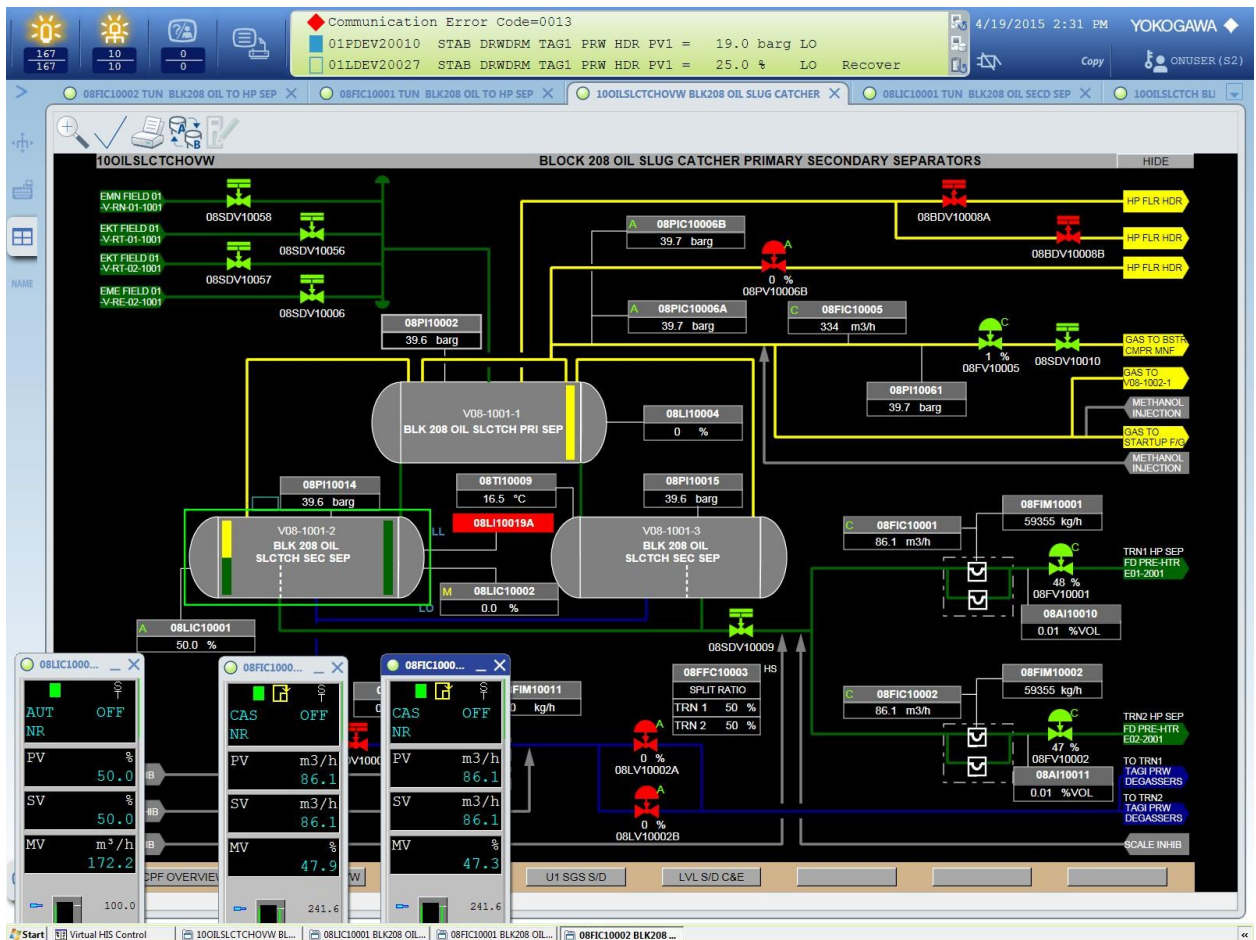 Communication Error Code=0013
01PDEV20010 STAB DRWDRM TAG1 PRW HDR PV1 = 19.0 barg LO
01LDEV20027 STAB DRWDRM TAG1 PRW HDR PV1 = 25.0 % LO Recover
167
167
10
10
0
0
4/19/2015 2:31 PM
YOKOGAWA
Copy
ONUSER(S2)
08FIC10002 TUN BLK208 OIL TO HP SEP
08FIC10001 TUN BLK208 OIL TO HP SEP
10OILSLCTCHOVW BLK208 OIL SLUG CATCHER
08LIC10001 TUN BLK208 OIL SECD SEP
10OILSLCTCH BLI
NAME
10OILSLCTCHOVW
BLOCK 208 OIL SLUG CATCHER PRIMARY SECONDARY SEPARATORS
HIDE
EMN FIELD 01
-V-RN-01-1001
08SDV10058
EKT FIELD 01
-V-RT-01-1001
08SDV10056
EKT FIELD 01
-V-RT-02-1001
08SDV10057
EME FIELD 01
-V-RE-02-1001
08SDV10006
A 08PIC10006B
39.7 barg
08BDV10008A
HP FLR HDR
08BDV10008B
HP FLR HDR
A
0 %
08PV10006B
HP FLR HDR
08PI10002
39.6 barg
A 08PIC10006A
39.7 barg
C 08FIC10005
334 m3/h
C
1 %
08FV10005
08SDV10010
GAS TO BSTR
CMPR MNF
GAS TO
V08-1002-1
08PI10061
39.7 barg
METHANOL
INJECTION
GAS TO
STARTUP F/G
METHANOL
INJECTION
V08-1001-1
BLK 208 OIL SLCTCH PRI SEP
08LI10004
0 %
08PI10014
39.6 barg
08TI10009
16.5 °C
08PI10015
39.6 barg
V08-1001-2
BLK 208 OIL
SLCTCH SEC SEP
LL
08LI10019A
V08-1001-3
BLK 208 OIL
SLCTCH SEC SEP
M 08LIC10002
0.0 %
LO
A 08LIC10001
50.0 %
08SDV10009
C 08FIC10001
86.1 m3/h
08FIM10001
59355 kg/h
C
48 %
08FV10001
TRN1 HP SEP
FD PRE-HTR
E01-2001
08AI10010
0.01 %VOL
08FFC10003
HS
SPLIT RATIO
TRN 1 50 %
TRN 2 50 %
C 08FIC10002
86.1 m3/h
08FIM10002
59355 kg/h
C
47 %
08FV10002
TRN2 HP SEP
FD PRE-HTR
E02-2001
08AI10011
0.01 %VOL
TO TRN1
TAGI PRW
DEGASSERS
TO TRN2
TAGI PRW
DEGASSERS
SCALE INHIB
FIM10011
kg/h
A
0 %
08LV10002A
A
0 %
08LV10002B
08LIC1000...
AUT OFF
NR
PV %
50.0
SV %
50.0
MV m³/h
172.2
100.0
08FIC1000...
CAS OFF
NR
PV m3/h
86.1
SV m3/h
86.1
MV %
47.9
241.6
08FIC1000...
CAS OFF
NR
PV m3/h
86.1
SV m3/h
86.1
MV %
47.3
241.6
CPF OVERVIE
U1 SGS S/D
LVL S/D C&E
Start
Virtual HIS Control
10OILSLCTCHOVW BL...
08LIC10001 BLK208 OIL...
08FIC10001 BLK208 OIL...
08FIC10002 BLK208 ...